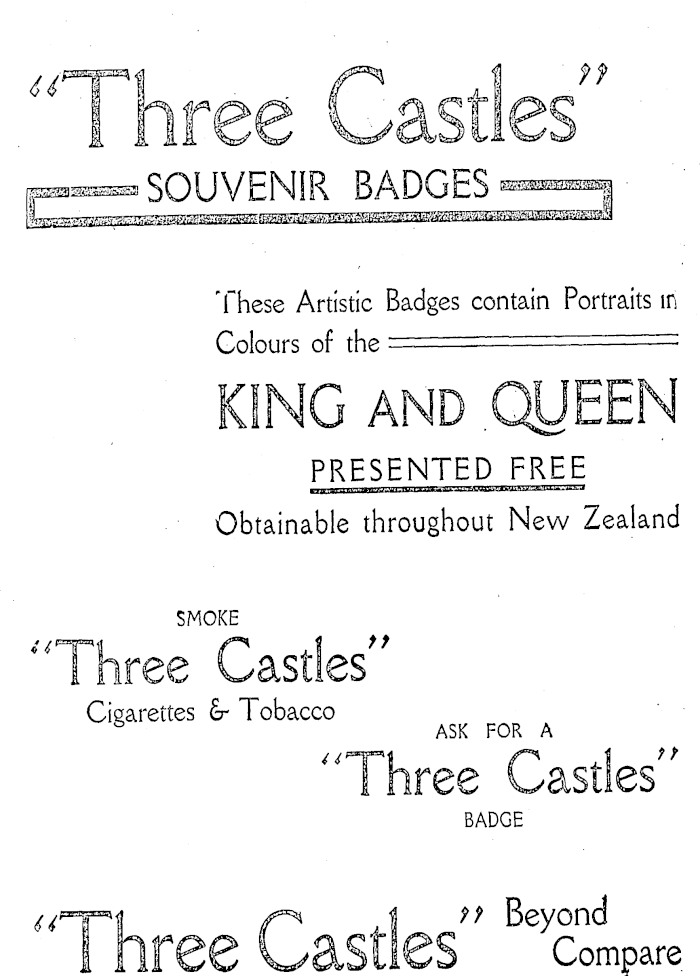 “Three Castles”
SOUVENIR BADGES
These Artistic Badges contain Portraits in
Colours of the
KING AND QUEEN
PRESENTED FREE
Obtainable throughout New Zealand
SMOKE
“Three Castles”
Cigarettes & Tobacco
ASK FOR A
“Three Castles”
BADGE
“Three Castles” Beyond
Compare